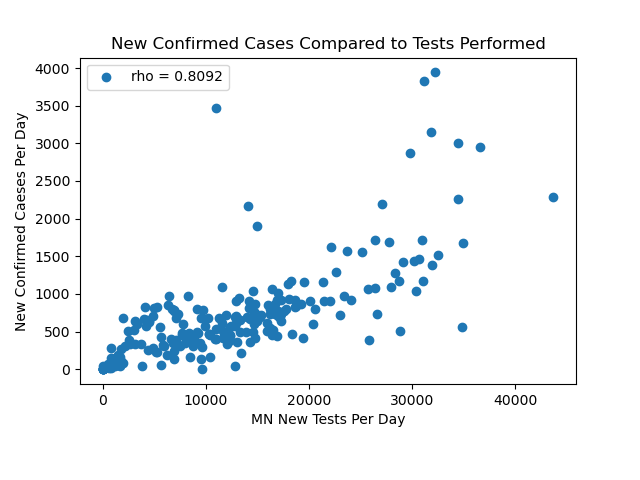 New Confirmed Cases Compared to Tests Performed
rho = 0.8092
4000
3500
3000
2500
2000
1500
1000
500
0
New Confirmed Caeses Per Day
0 10000 20000 30000 40000
MN New Tests Per Day